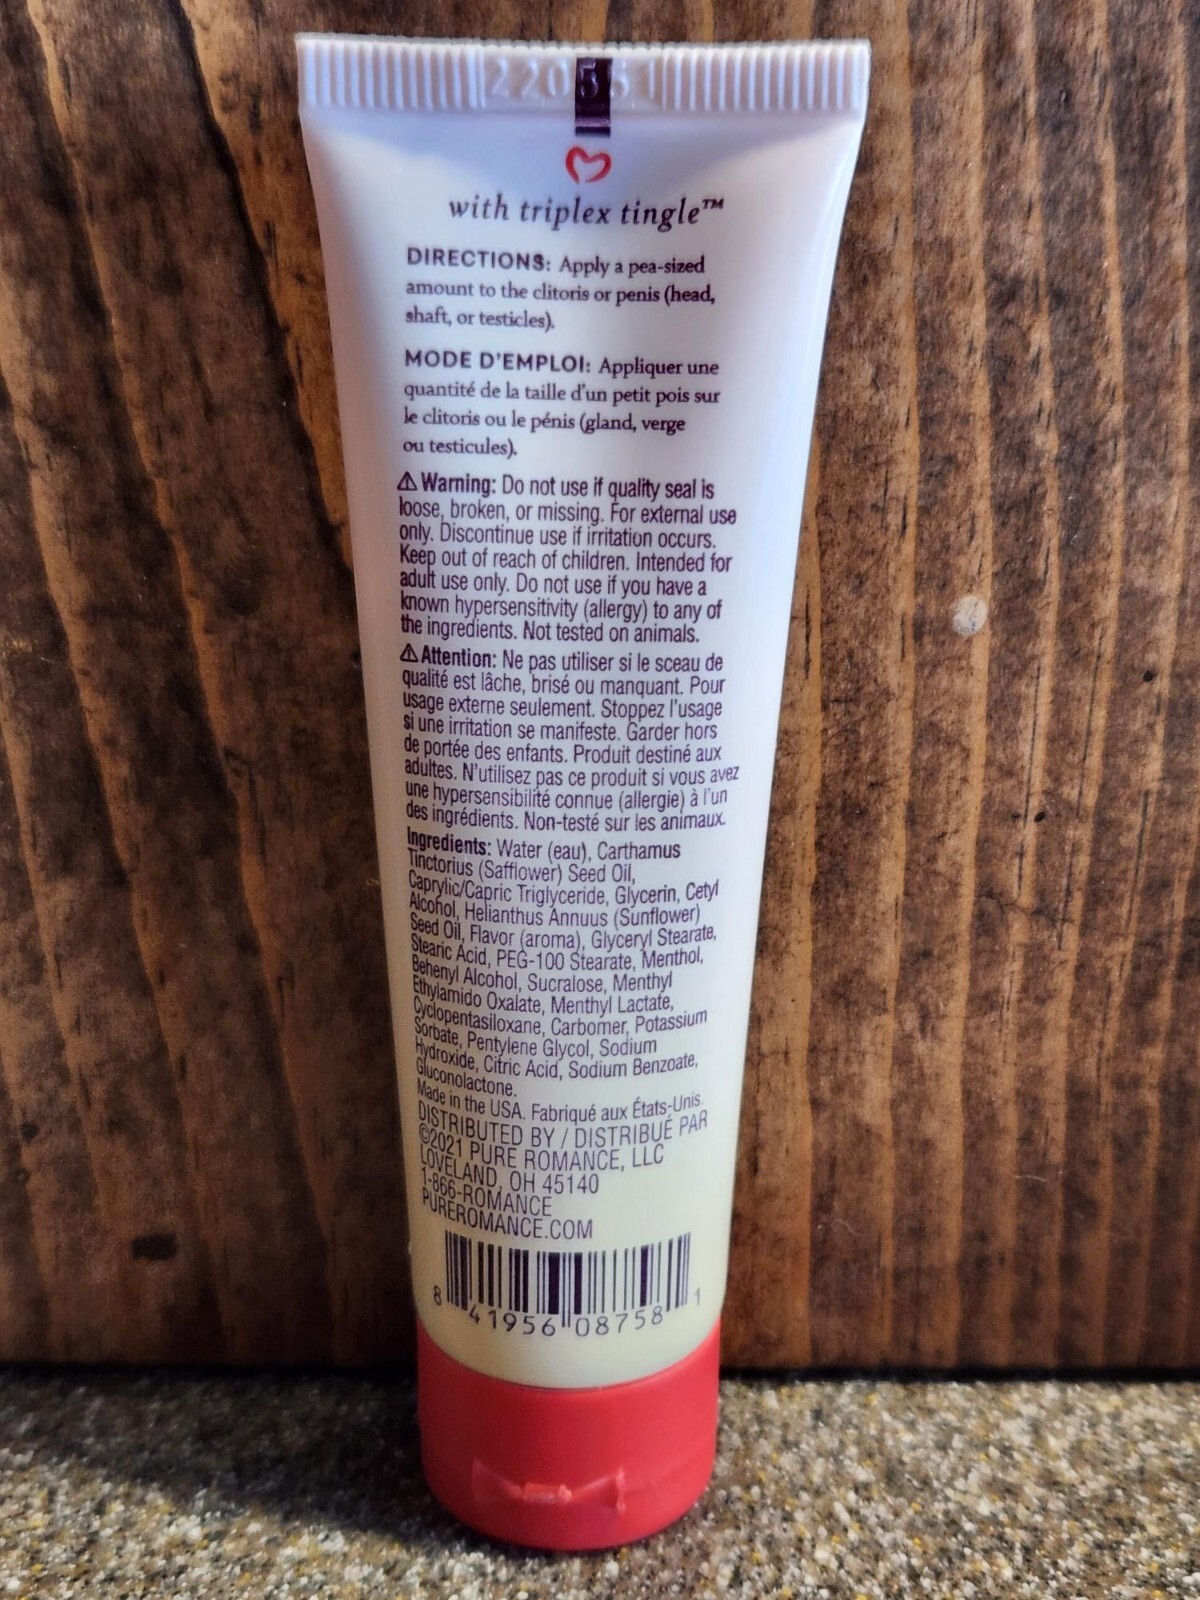 220551
with triplex tingle™
DIRECTIONS: Apply a pea-sized
amount to the clitoris or penis (head,
shaft, or testicles).
MODE D'EMPLOI: Appliquer une
quantité de la taille d'un petit pois sur
le clitoris ou le pénis (gland, verge
ou testicules).
⚠ Warning: Do not use if quality seal is
loose, broken, or missing. For external use
only. Discontinue use if irritation occurs.
Keep out of reach of children. Intended for
adult use only. Do not use if you have a
known hypersensitivity (allergy) to any of
the ingredients. Not tested on animals.
⚠ Attention: Ne pas utiliser si le sceau de
qualité est lâche, brisé ou manquant. Pour
usage externe seulement. Stoppez l'usage
si une irritation se manifeste. Garder hors
de portée des enfants. Produit destiné aux
adultes. N'utilisez pas ce produit si vous avez
une hypersensibilité connue (allergie) à l'un
des ingrédients. Non-testé sur les animaux.
Ingredients: Water (eau), Carthamus
Tinctorius (Safflower) Seed Oil,
Caprylic/Capric Triglyceride, Glycerin, Cetyl
Alcohol, Helianthus Annuus (Sunflower)
Seed Oil, Flavor (aroma), Glyceryl Stearate,
Stearic Acid, PEG-100 Stearate, Menthol,
Behenyl Alcohol, Sucralose, Menthyl
Ethylamido Oxalate, Menthyl Lactate,
Cyclopentasiloxane, Carbomer, Potassium
Sorbate, Pentylene Glycol, Sodium
Hydroxide, Citric Acid, Sodium Benzoate,
Gluconolactone.
Made in the USA. Fabriqué aux États-Unis.
DISTRIBUTED BY / DISTRIBUÉ PAR
©2021 PURE ROMANCE, LLC
LOVELAND, OH 45140
1-866-ROMANCE
PUREROMANCE.COM
8 41956 08758 1